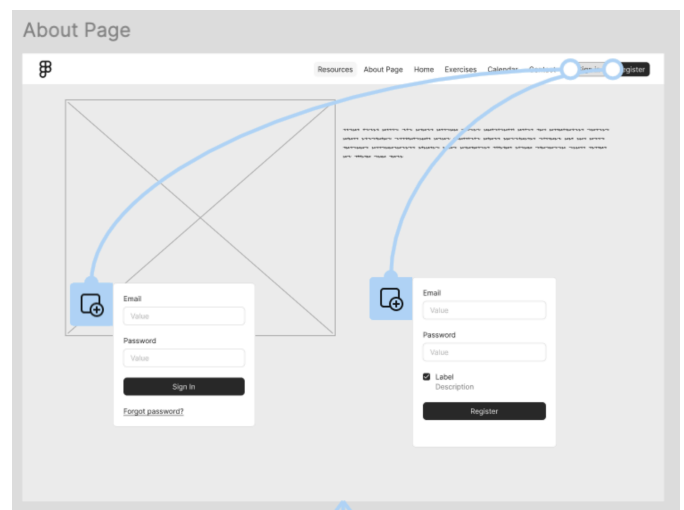 About Page
Resources About Page Home Exercises Calendar Register
Email
Value
Password
Value
Sign In
Forgot password?
Email
Value
Password
Value
Label
Description
Register